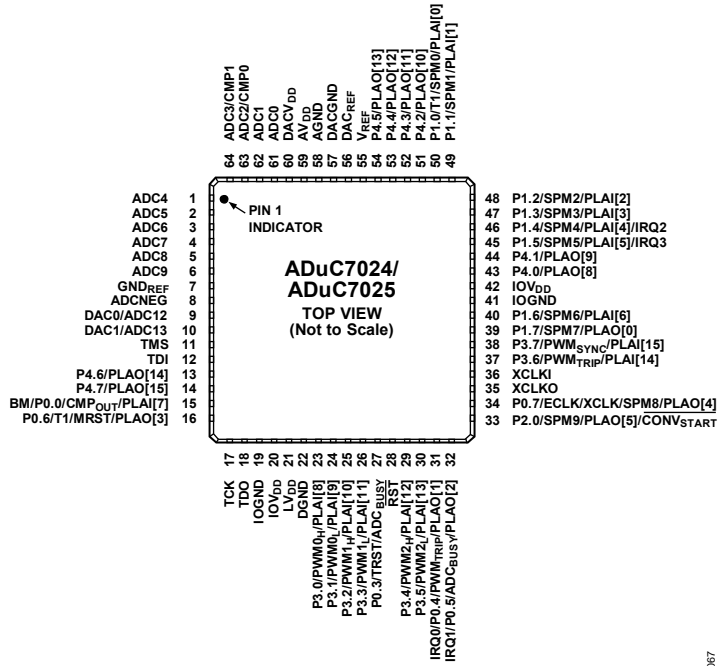 64 ADC3/CMP1
63 ADC2/CMP0
62 ADC1
61 ADC0
60 DACVDD
59 AVDD
58 AGND
57 DACGND
56 DACREF
55 VREF
54 P4.5/PLAO[13]
53 P4.4/PLAO[12]
52 P4.3/PLAO[11]
51 P4.2/PLAO[10]
50 P1.0/T1/SPM0/PLAI[0]
49 P1.1/SPM1/PLAI[1]
ADC4 1
ADC5 2
ADC6 3
ADC7 4
ADC8 5
ADC9 6
GNDREF 7
ADCNEG 8
DAC0/ADC12 9
DAC1/ADC13 10
TMS 11
TDI 12
P4.6/PLAO[14] 13
P4.7/PLAO[15] 14
BM/P0.0/CMPOUT/PLAI[7] 15
P0.6/T1/MRST/PLAO[3] 16
PIN 1
INDICATOR
ADuC7024/
ADuC7025
TOP VIEW
(Not to Scale)
48 P1.2/SPM2/PLAI[2]
47 P1.3/SPM3/PLAI[3]
46 P1.4/SPM4/PLAI[4]/IRQ2
45 P1.5/SPM5/PLAI[5]/IRQ3
44 P4.1/PLAO[9]
43 P4.0/PLAO[8]
42 IOVDD
41 IOGND
40 P1.6/SPM6/PLAI[6]
39 P1.7/SPM7/PLAO[0]
38 P3.7/PWMSYNC/PLAI[15]
37 P3.6/PWMTRIP/PLAI[14]
36 XCLKI
35 XCLKO
34 P0.7/ECLK/XCLK/SPM8/PLAO[4]
33 P2.0/SPM9/PLAO[5]/CONVSTART
TCK 17
TDO 18
IOGND 19
IOVDD 20
LVDD 21
DGND 22
P3.0/PWM0H/PLAI[8] 23
P3.1/PWM0L/PLAI[9] 24
P3.2/PWM1H/PLAI[10] 25
P3.3/PWM1L/PLAI[11] 26
P0.3/TRST/ADCBUSY 27
RST 28
P3.4/PWM2H/PLAI[12] 29
P3.5/PWM2L/PLAI[13] 30
IRQ0/P0.4/PWMTRIP/PLAO[1] 31
IRQ1/P0.5/ADCBUSY/PLAO[2] 32